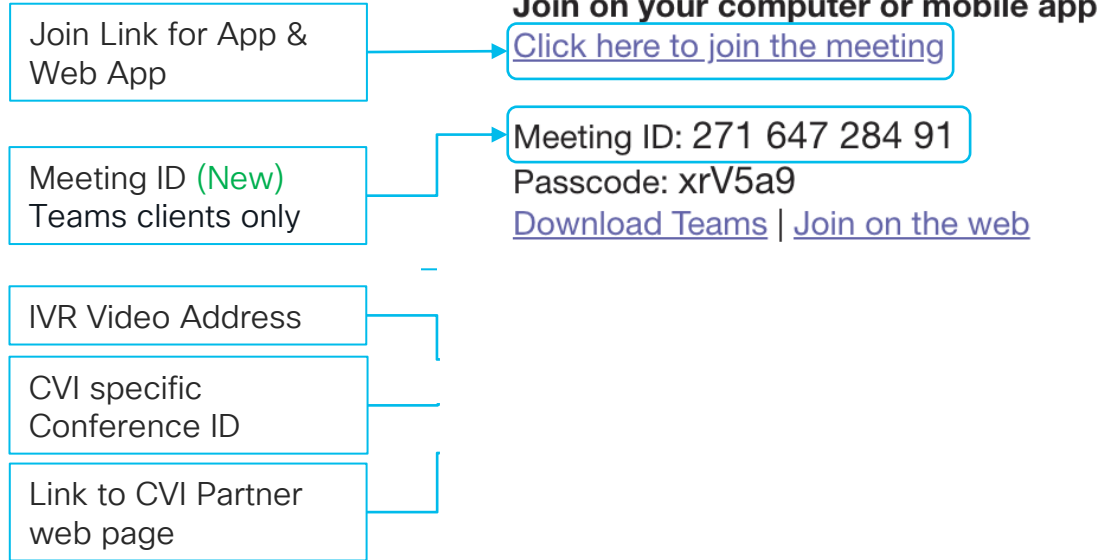 Join on your computer or mobile app
Join Link for App &
Web App
Click here to join the meeting
Meeting ID (New)
Teams clients only
Meeting ID: 271 647 284 91
Passcode: xrV5a9
Download Teams | Join on the web
IVR Video Address
CVI specific
Conference ID
Link to CVI Partner
web page